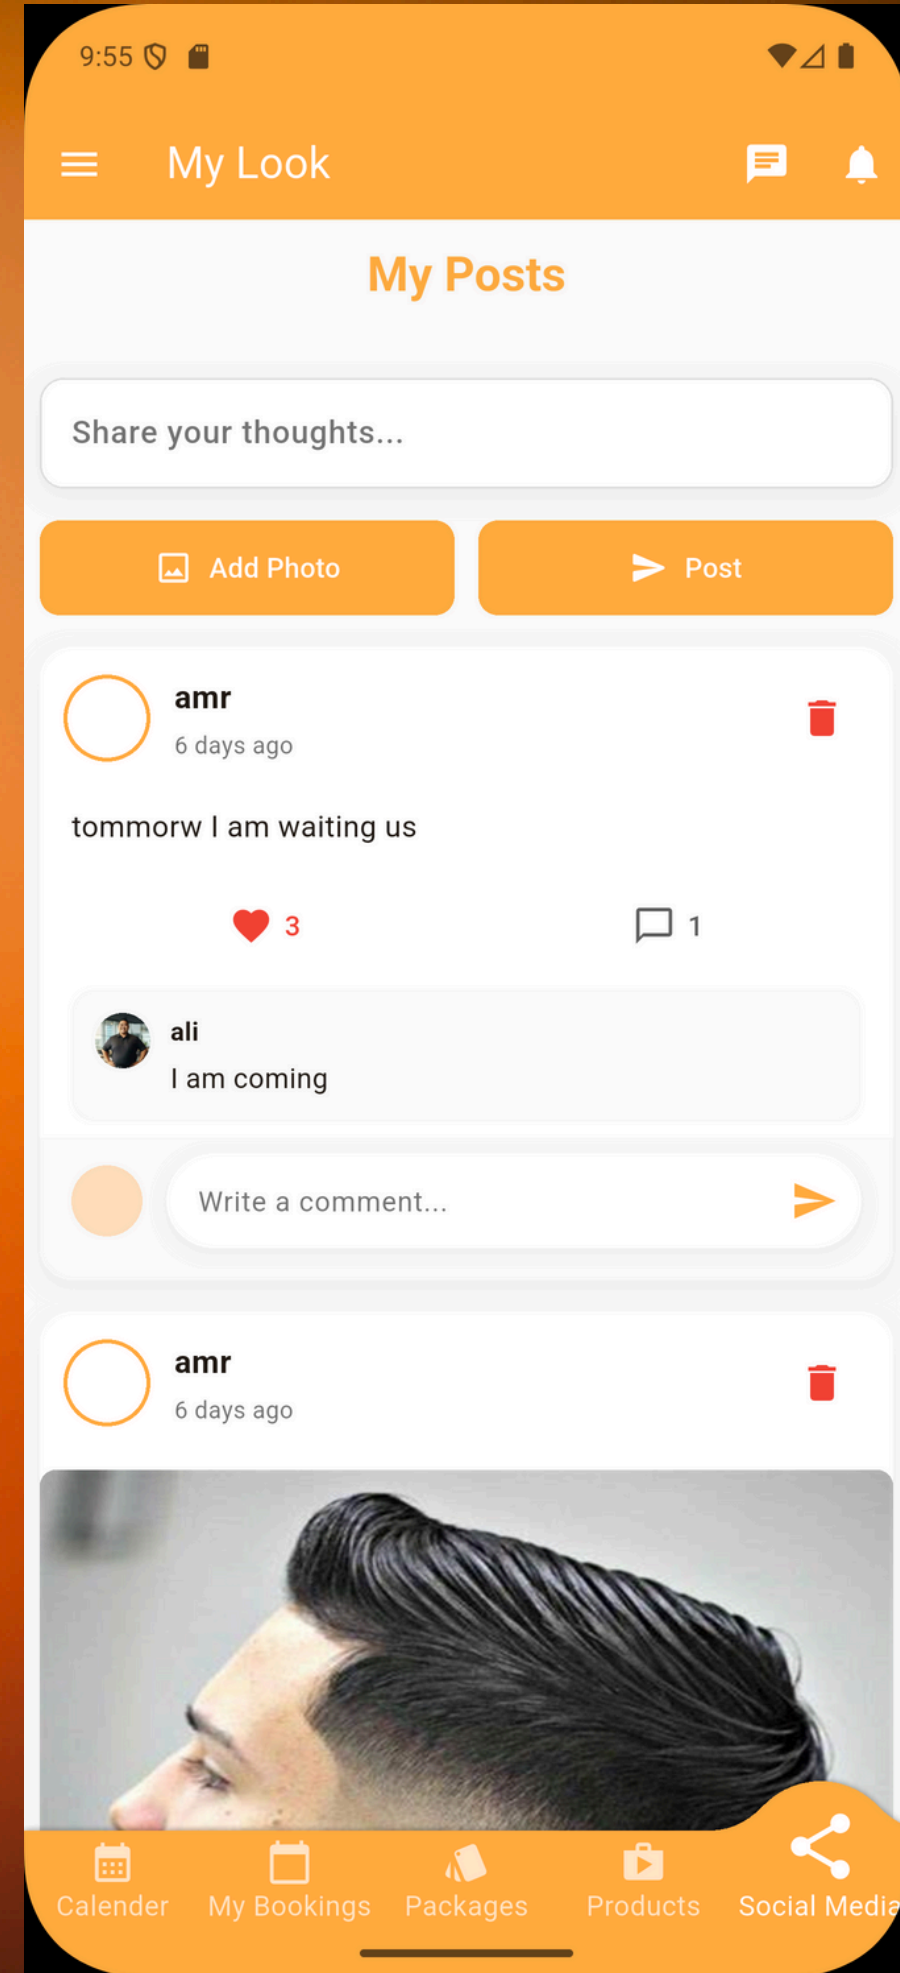 9:55
My Look
My Posts
Share your thoughts...
Add Photo
Post
amr
6 days ago
tommorw I am waiting us
3
1
ali
I am coming
Write a comment...
amr
6 days ago
Calender
My Bookings
Packages
Products
Social Media